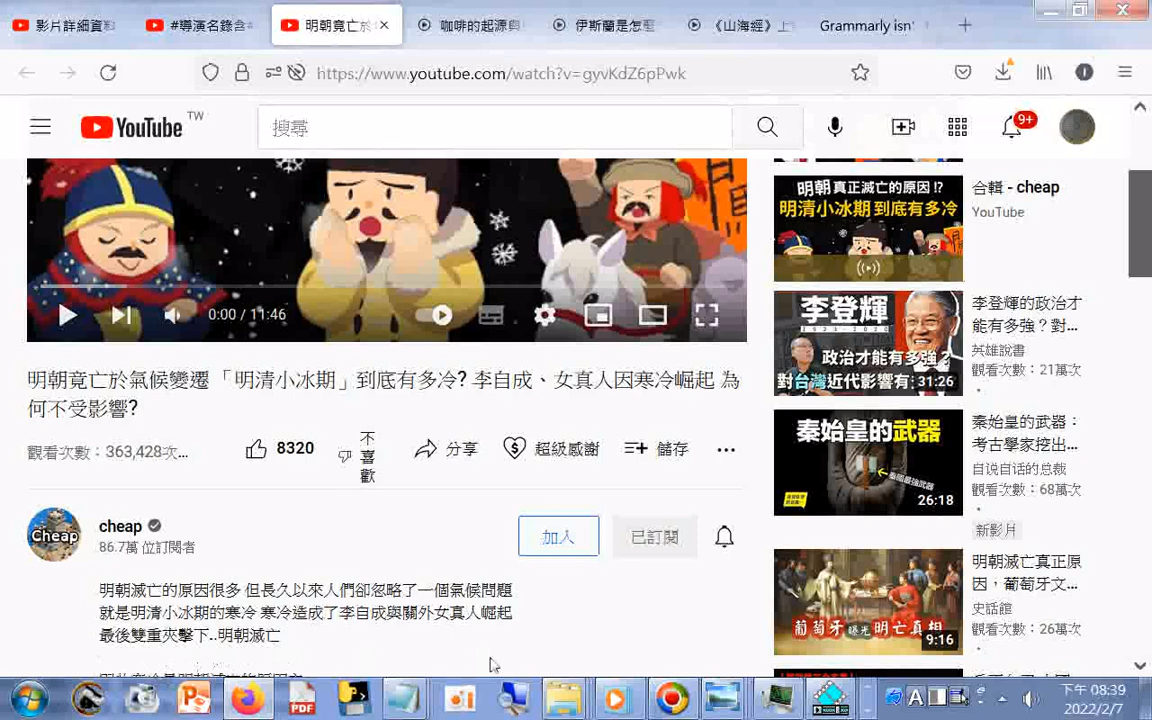 影片詳細資料
#導演名錄含
明朝竟亡於
咖啡的起源與
伊斯蘭是怎麼
《山海經》上
Grammarly isn'
https://www.youtube.com/watch?v=gyvKdZ6pPwk
YouTube TW
搜尋
9+
0:00 / 11:46
明朝竟亡於氣候變遷 「明清小冰期」到底有多冷? 李自成、女真人因寒冷崛起 為
何不受影響?
觀看次數：363,428次...
8320
不喜歡
分享
超級感謝
儲存
Cheap
cheap
86.7萬 位訂閱者
加入
已訂閱
明朝滅亡的原因很多 但長久以來人們卻忽略了一個氣候問題
就是明清小冰期的寒冷 寒冷造成了李自成與關外女真人崛起
最後雙重夾擊下..明朝滅亡
明朝真正滅亡的原因!?
明清小冰期 到底有多冷
合輯 - cheap
YouTube
李登輝
1923-2020
政治才能有多強?
對台灣近代影響有
31:26
李登輝的政治才
能有多強？對...
英雄說書
觀看次數：21萬次
秦始皇的武器
26:18
秦始皇的武器：
考古學家挖出...
自说自话的总裁
觀看次數：68萬次
新影片
葡萄牙曝光明亡真相
9:16
明朝滅亡真正原
因，葡萄牙文...
史話館
觀看次數：26萬次
PDF
A
下午 08:39
2022/2/7